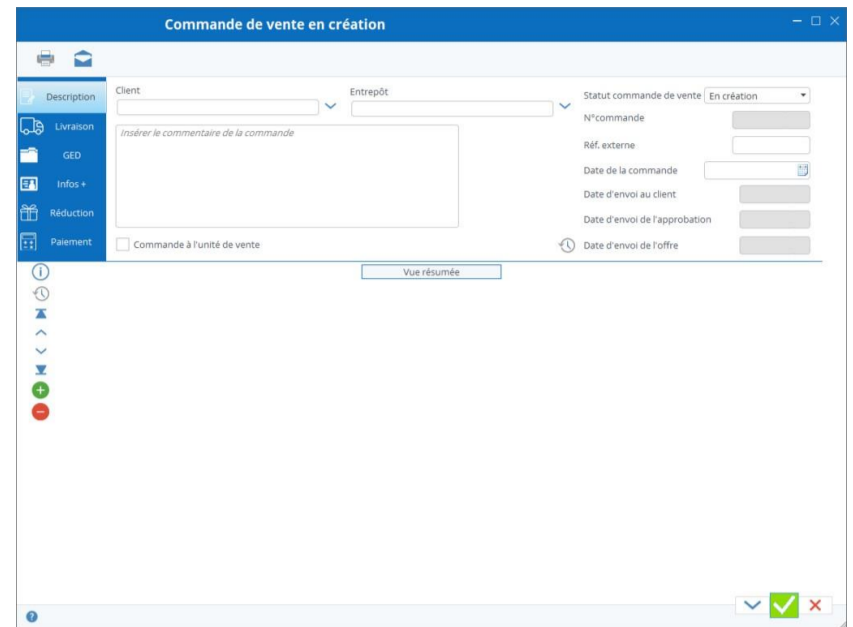 Commande de vente en création
Description
Livraison
GED
Infos +
Réduction
Paiement
Client
Entrepôt
Insérer le commentaire de la commande
Commande à l'unité de vente
Statut commande de vente En création
N°commande
Réf. externe
Date de la commande
Date d'envoi au client
Date d'envoi de l'approbation
Date d'envoi de l'offre
Vue résumée